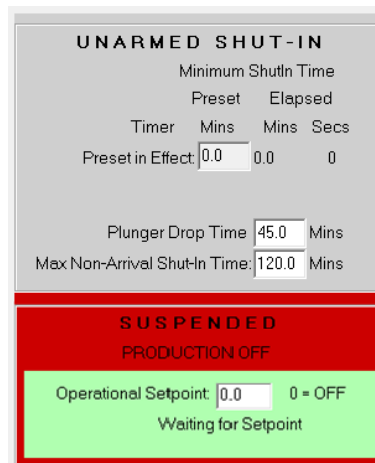 UNARMED SHUT-IN
Minimum ShutIn Time
Preset Elapsed
Timer Mins Mins Secs
Preset in Effect: 0.0 0.0 0
Plunger Drop Time 45.0 Mins
Max Non-Arrival Shut-In Time: 120.0 Mins
SUSPENDED
PRODUCTION OFF
Operational Setpoint: 0.0 0 = OFF
Waiting for Setpoint